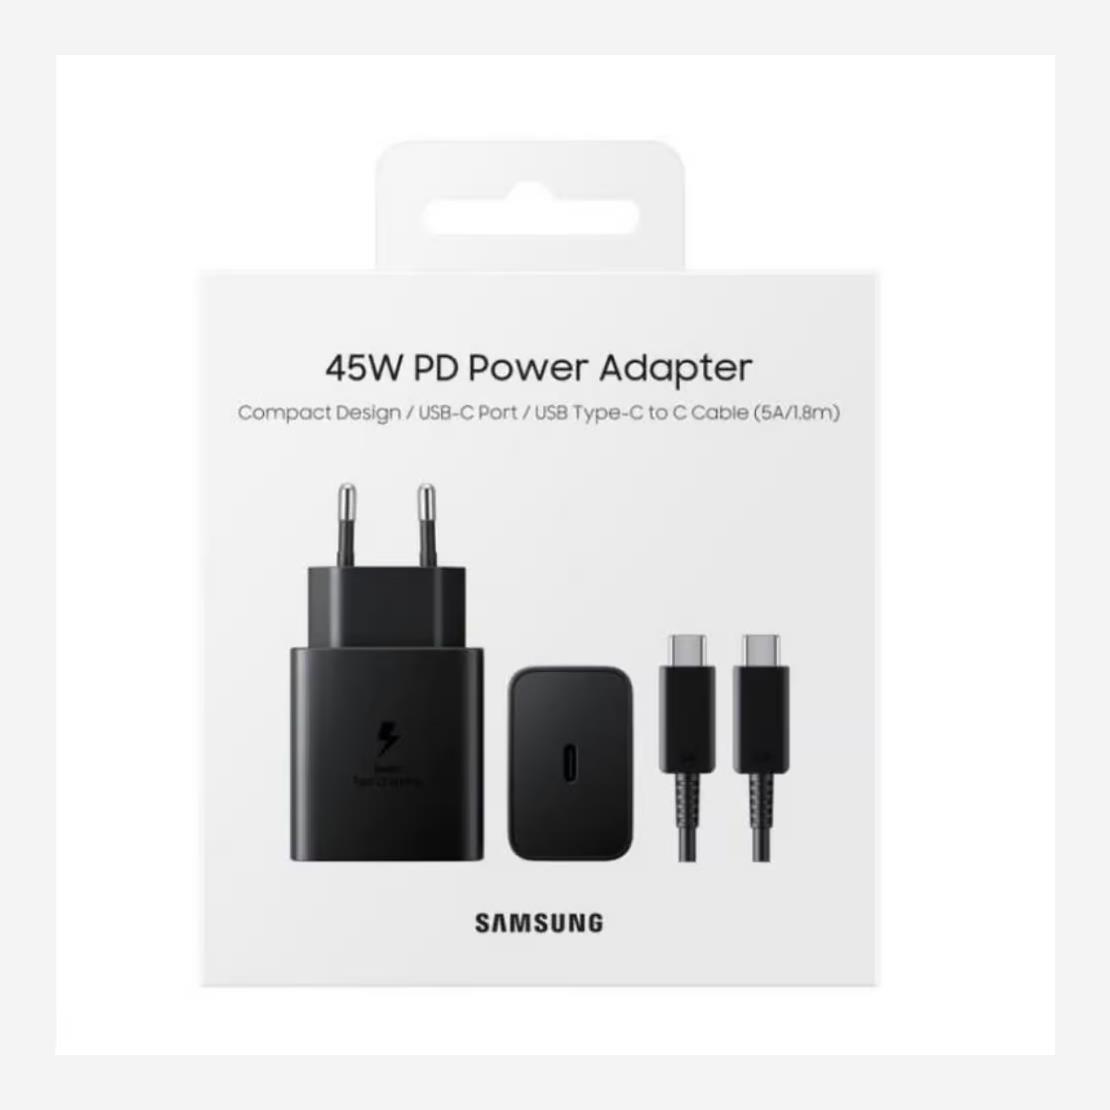 45W PD Power Adapter
Compact Design / USB-C Port / USB Type-C to C Cable (5A/1.8m)
SAMSUNG